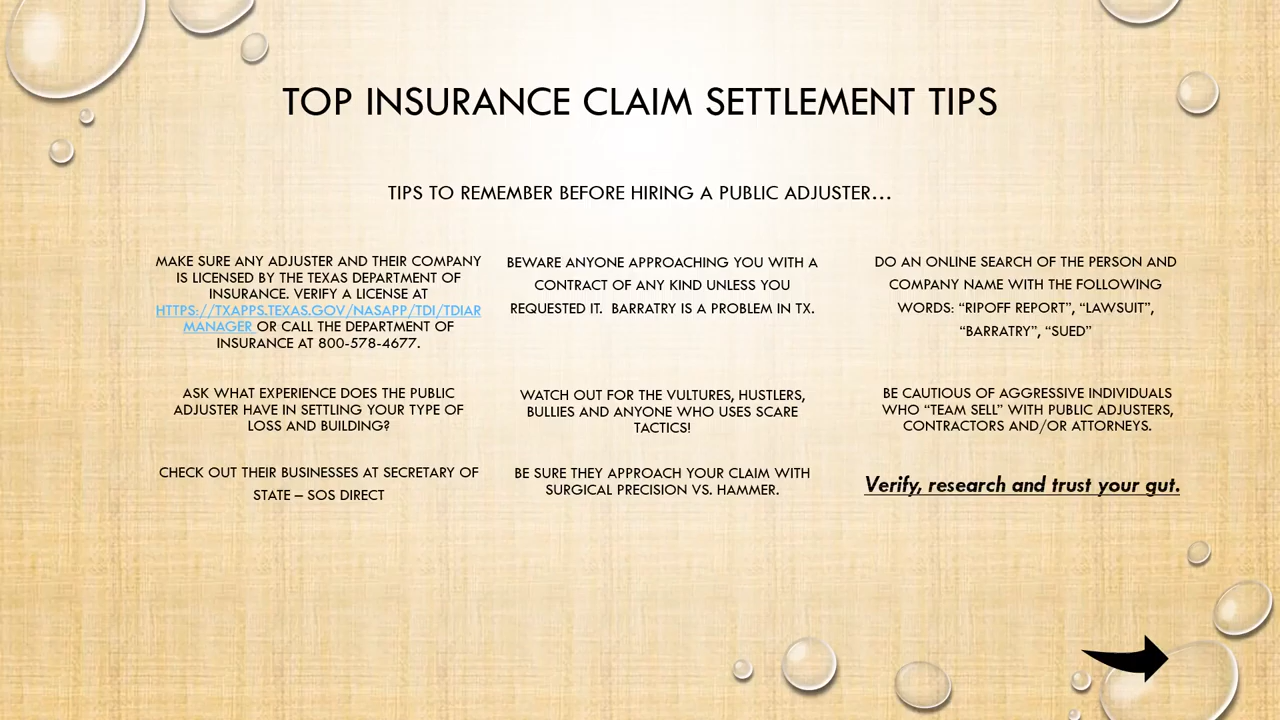 TOP INSURANCE CLAIM SETTLEMENT TIPS
TIPS TO REMEMBER BEFORE HIRING A PUBLIC ADJUSTER…
MAKE SURE ANY ADJUSTER AND THEIR COMPANY
IS LICENSED BY THE TEXAS DEPARTMENT OF
INSURANCE. VERIFY A LICENSE AT
HTTPS://TXAPPS.TEXAS.GOV/NASAPP/TDI/TDIAR
MANAGER OR CALL THE DEPARTMENT OF
INSURANCE AT 800-578-4677.
BEWARE ANYONE APPROACHING YOU WITH A
CONTRACT OF ANY KIND UNLESS YOU
REQUESTED IT. BARRATRY IS A PROBLEM IN TX.
DO AN ONLINE SEARCH OF THE PERSON AND
COMPANY NAME WITH THE FOLLOWING
WORDS: “RIPOFF REPORT”, “LAWSUIT”,
“BARRATRY”, “SUED”
ASK WHAT EXPERIENCE DOES THE PUBLIC
ADJUSTER HAVE IN SETTLING YOUR TYPE OF
LOSS AND BUILDING?
WATCH OUT FOR THE VULTURES, HUSTLERS,
BULLIES AND ANYONE WHO USES SCARE
TACTICS!
BE CAUTIOUS OF AGGRESSIVE INDIVIDUALS
WHO “TEAM SELL” WITH PUBLIC ADJUSTERS,
CONTRACTORS AND/OR ATTORNEYS.
CHECK OUT THEIR BUSINESSES AT SECRETARY OF
STATE – SOS DIRECT
BE SURE THEY APPROACH YOUR CLAIM WITH
SURGICAL PRECISION VS. HAMMER.
Verify, research and trust your gut.